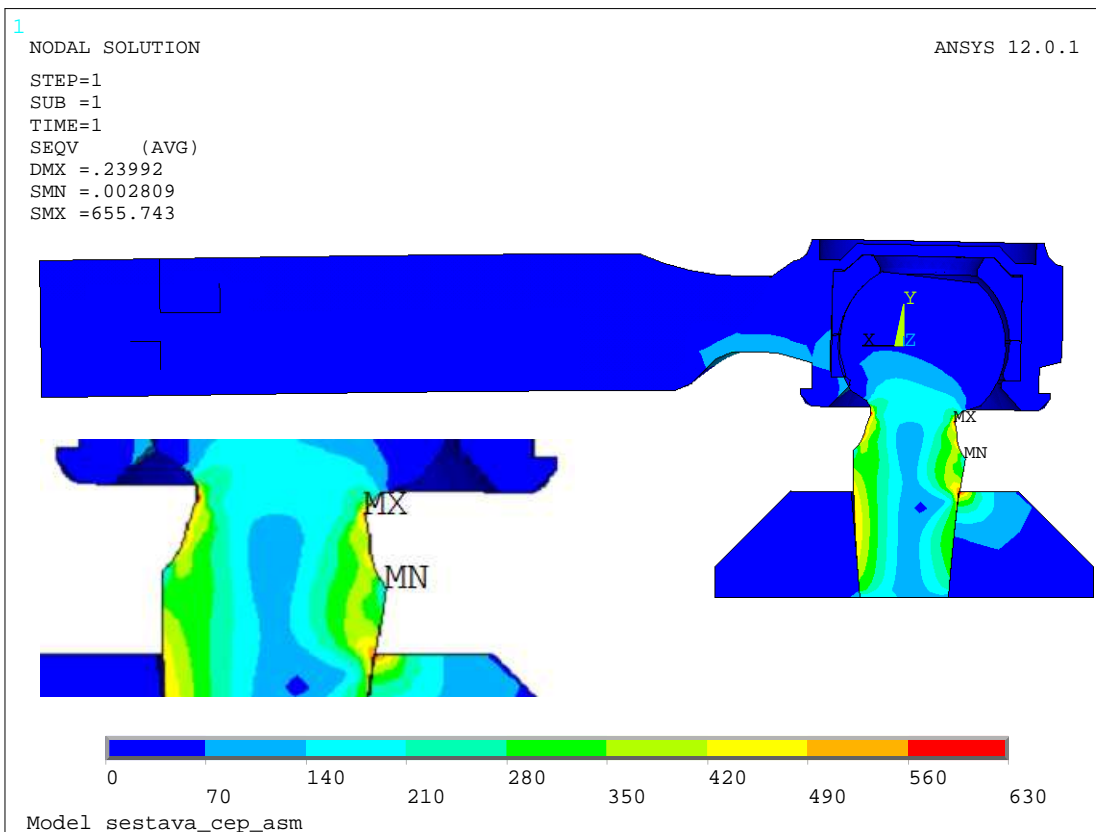 1
NODAL SOLUTION
ANSYS 12.0.1
STEP=1
SUB =1
TIME=1
SEQV (AVG)
DMX =.23992
SMN =.002809
SMX =655.743
Y
X Z
MX
MN
MX
MN
0 140 280 420 560
70 210 350 490 630
Model sestava_cep_asm